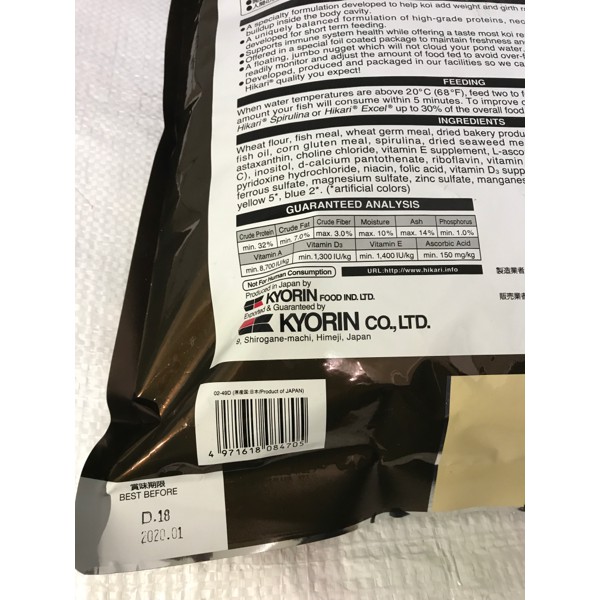 •A specialty formulation developed to help koi add weight and girth
buildup inside the body cavity.
•A uniquely balanced formulation of high-grade proteins,
developed for short term feeding.
•Supports immune system health while offering a taste most koi
•Offered in a special foil coated package to maintain freshness and
•A floating, jumbo nugget which will not cloud your pond water,
readily monitor and adjust the amount of food fed to avoid
•Developed, produced and packaged in our facilities so we
Hikari® quality you expect!
FEEDING
When water temperatures are above 20°C (68°F), feed two to
amount your fish will consume within 5 minutes. To improve
Hikari® Spirulina or Hikari® Excel® up to 30% of the overall food
INGREDIENTS
Wheat flour, fish meal, wheat germ meal, dried bakery
fish oil, corn gluten meal, spirulina, dried seaweed
astaxanthin, choline chloride, vitamin E supplement,
C), inositol, d-calcium pantothenate, riboflavin, vitamin
pyridoxine hydrochloride, niacin, folic acid, vitamin D₃
ferrous sulfate, magnesium sulfate, zinc sulfate,
yellow 5*, blue 2*. (*artificial colors)
GUARANTEED ANALYSIS
Crude Protein Crude Fat Crude Fiber Moisture Ash Phosphorus
min. 32% min. 7.0% max. 3.0% max. 10% max. 14% min. 1.0%
Vitamin A Vitamin D₃ Vitamin E Ascorbic Acid
min. 8,700 IU/kg min. 1,300 IU/kg min. 1,400 IU/kg min. 150 mg/kg
Not For Human Consumption
URL:http://www.hikari.info
製造業者
Produced in Japan by
KYORIN FOOD IND. LTD.
販売業者
Exported & Guaranteed by
KYORIN CO., LTD.
9, Shirogane-machi, Himeji, Japan
02-49D (原産国:日本/Product of JAPAN)
4 971618 084705
賞味期限
BEST BEFORE
D.18
2020.01